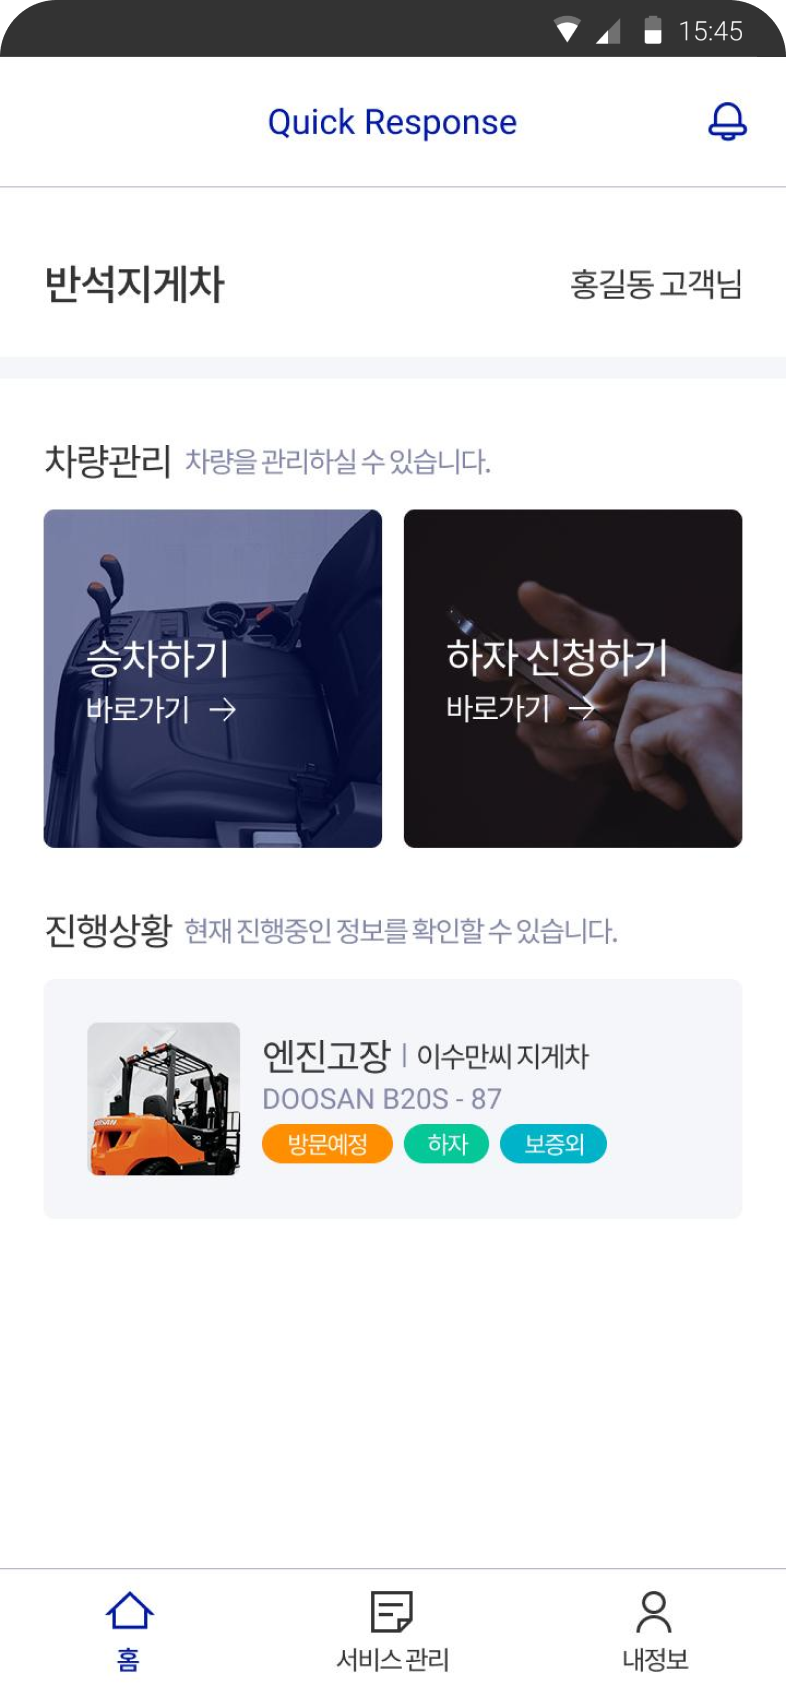 15:45
Quick Response
반석지게차
홍길동 고객님
차량관리 차량을 관리하실 수 있습니다.
승차하기
바로가기 →
하자 신청하기
바로가기 →
진행상황 현재 진행중인 정보를 확인할 수 있습니다.
엔진고장 | 이수만씨 지게차
DOOSAN B20S - 87
방문예정 하자 보증외
홈
서비스 관리
내정보